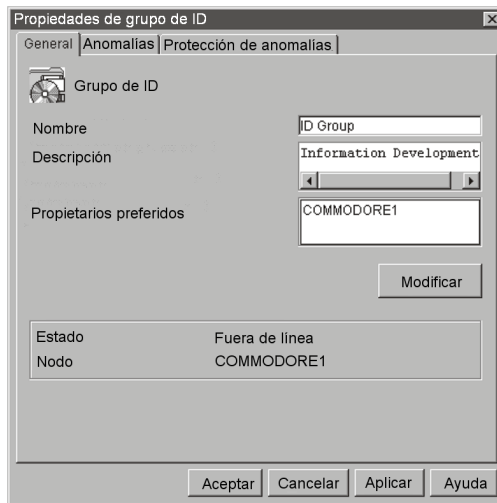 Propiedades de grupo de ID
General Anomalías Protección de anomalías
Grupo de ID
Nombre ID Group
Descripción Information Development
Propietarios preferidos COMMODORE1
Modificar
Estado Fuera de línea
Nodo COMMODORE1
Aceptar Cancelar Aplicar Ayuda